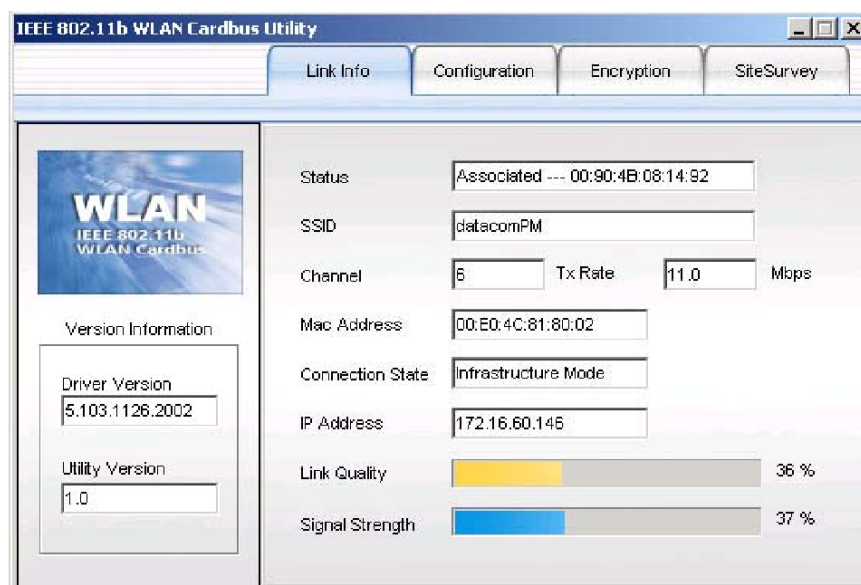 IEEE 802.11b WLAN Cardbus Utility
Link Info
Configuration
Encryption
SiteSurvey
WLAN
IEEE 802.11b
WLAN Cardbus
Version Information
Driver Version
5.103.1126.2002
Utility Version
1.0
Status Associated --- 00:90:4B:08:14:92
SSID datacomPM
Channel 6 Tx Rate 11.0 Mbps
Mac Address 00:E0:4C:81:80:02
Connection State Infrastructure Mode
IP Address 172.16.60.146
Link Quality 36 %
Signal Strength 37 %